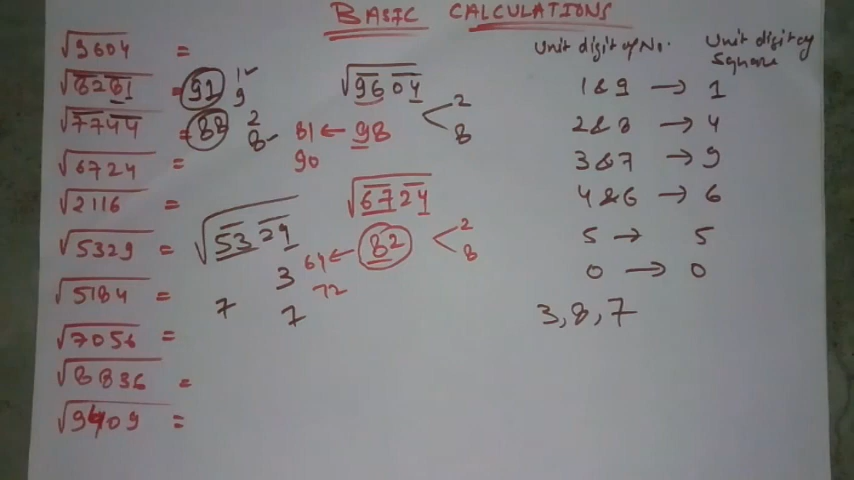 BASIC CALCULATIONS
√9604 =
√8281 = 91 1 9
√7744 = 88 2 8
√6724 =
√2116 =
√5329 =
√5184 =
√7056 =
√8836 =
√9409 =
√9604
81 ← 98 < 2 8
90
√6724
64 ← 82 < 2 8
72
√5329
3
7 7
Unit digit of No. Unit digit of Square
1 & 9 → 1
2 & 8 → 4
3 & 7 → 9
4 & 6 → 6
5 → 5
0 → 0
3, 8, 7